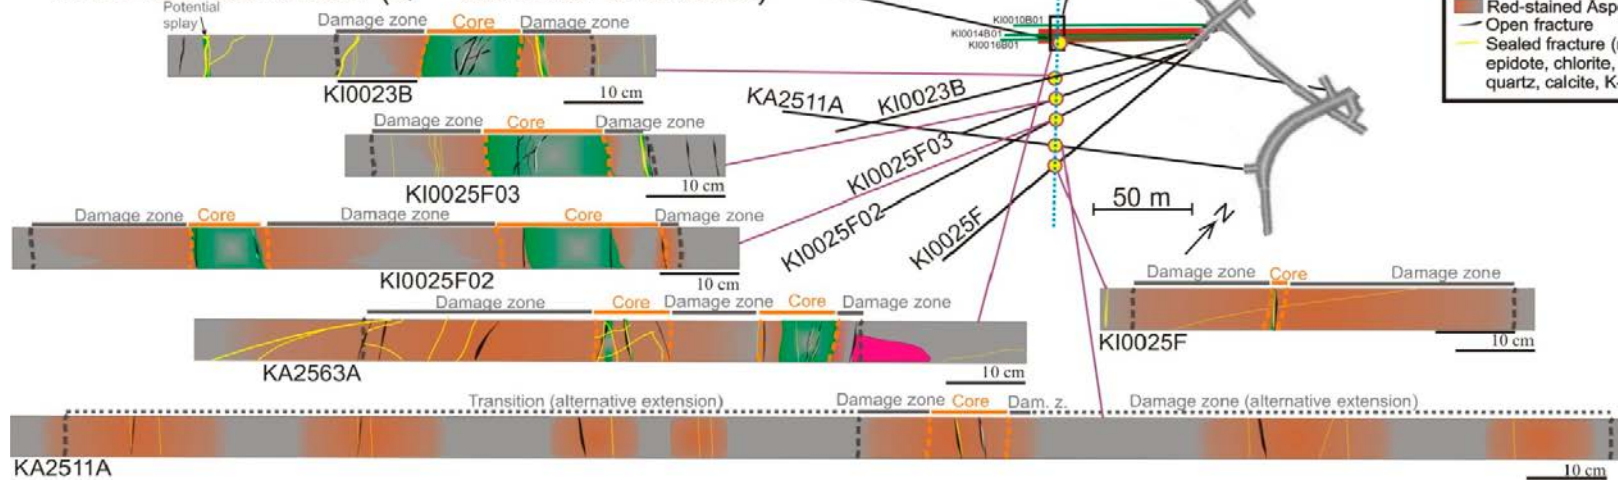 Potential
splay
Damage zone Core Damage zone
KI0023B
10 cm
Damage zone Core Damage zone
KI0025F03
10 cm
Damage zone Core Damage zone Core Damage zone
KI0025F02
10 cm
Damage zone Core Damage zone Core Damage zone
KA2563A
10 cm
Transition (alternative extension) Damage zone Core Dam. z. Damage zone (alternative extension)
KA2511A
10 cm
KI0010B01
KI0014B01
KI0016B01
KA2511A
KI0023B
KI0025F03
KI0025F02
KI0025F
50 m
N
Damage zone Core Damage zone
KI0025F
10 cm
Red-stained Asp
Open fracture
Sealed fracture (
epidote, chlorite,
quartz, calcite, K-